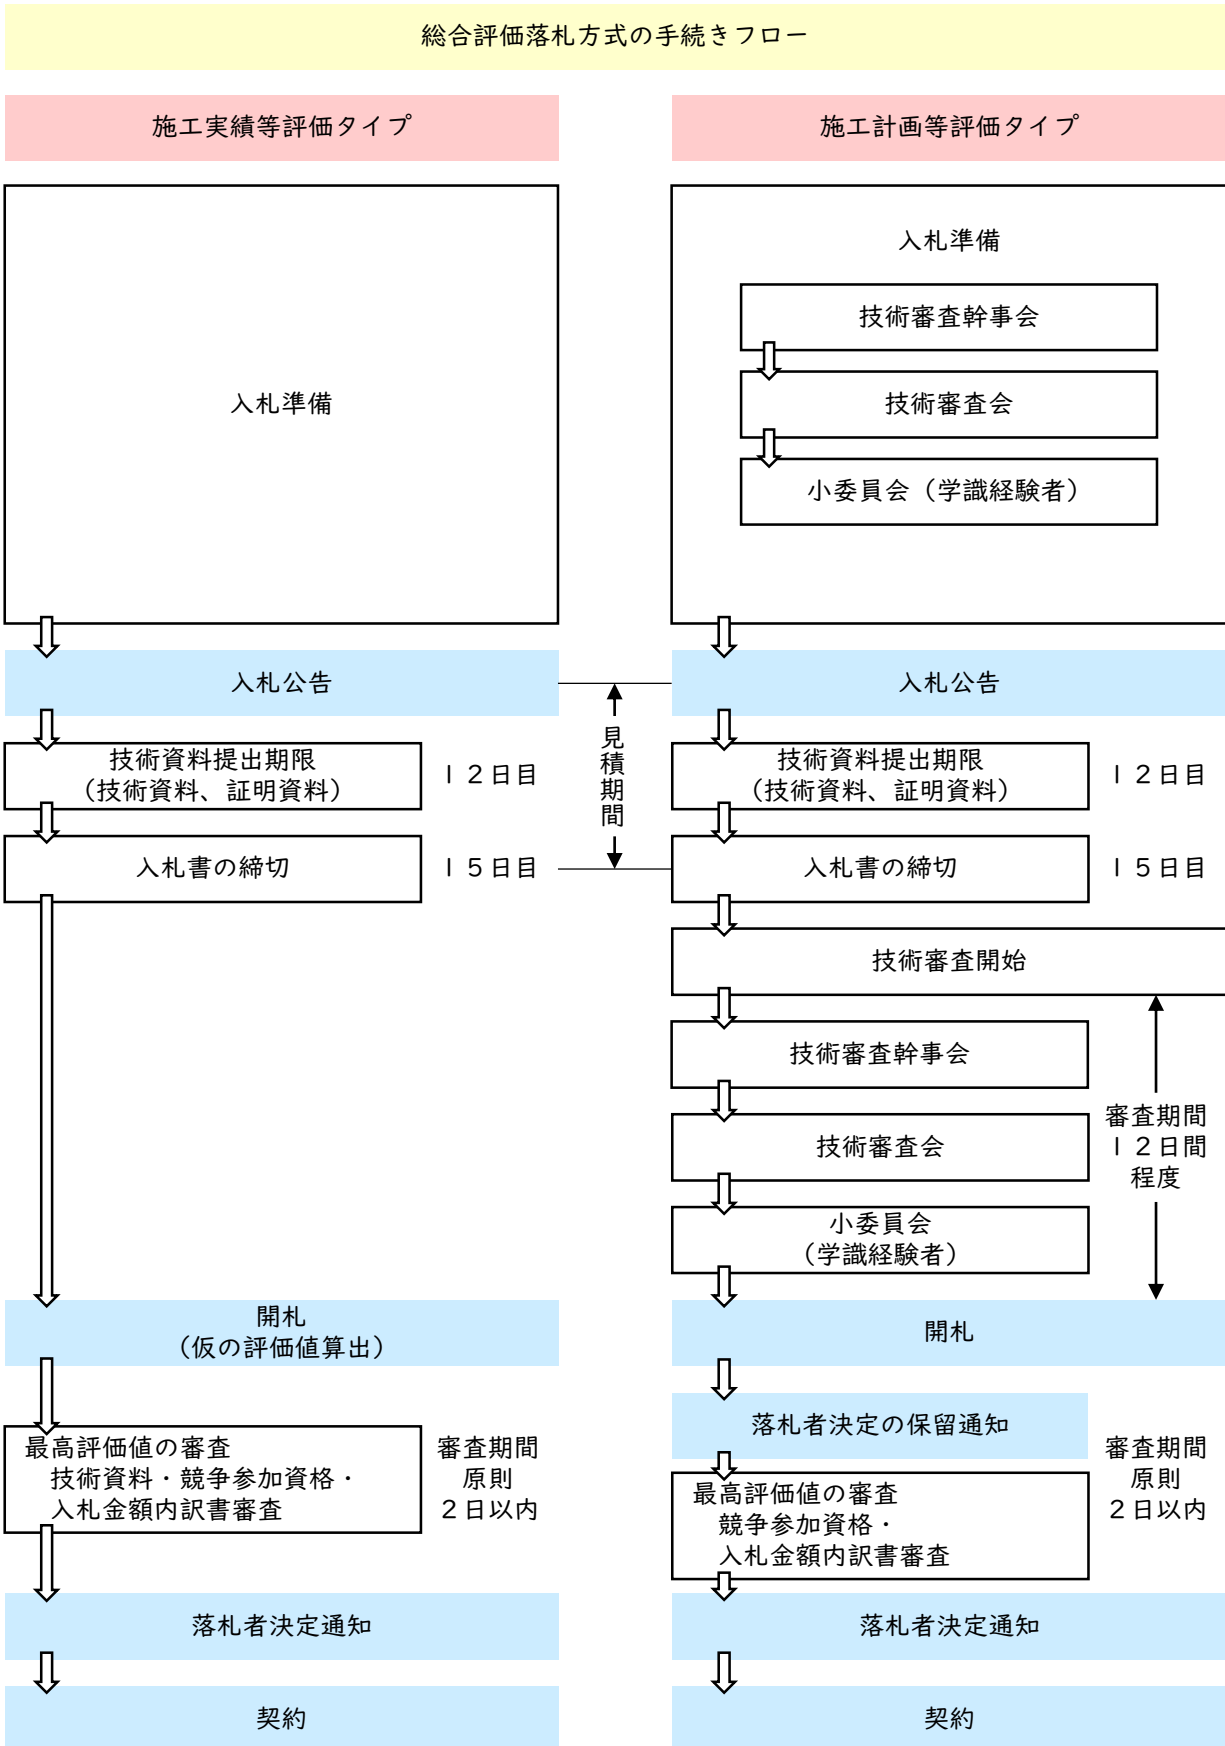 総合評価落札方式の手続きフロー
施工実績等評価タイプ
入札準備
入札公告
技術資料提出期限
（技術資料、証明資料）
１２日目
入札書の締切
１５日目
開札
（仮の評価値算出）
最高評価値の審査
技術資料・競争参加資格・
入札金額内訳書審査
審査期間
原則
２日以内
落札者決定通知
契約
見積期間
施工計画等評価タイプ
入札準備
技術審査幹事会
技術審査会
小委員会（学識経験者）
入札公告
技術資料提出期限
（技術資料、証明資料）
１２日目
入札書の締切
１５日目
技術審査開始
技術審査幹事会
技術審査会
小委員会
（学識経験者）
審査期間
１２日間
程度
開札
落札者決定の保留通知
最高評価値の審査
競争参加資格・
入札金額内訳書審査
審査期間
原則
２日以内
落札者決定通知
契約